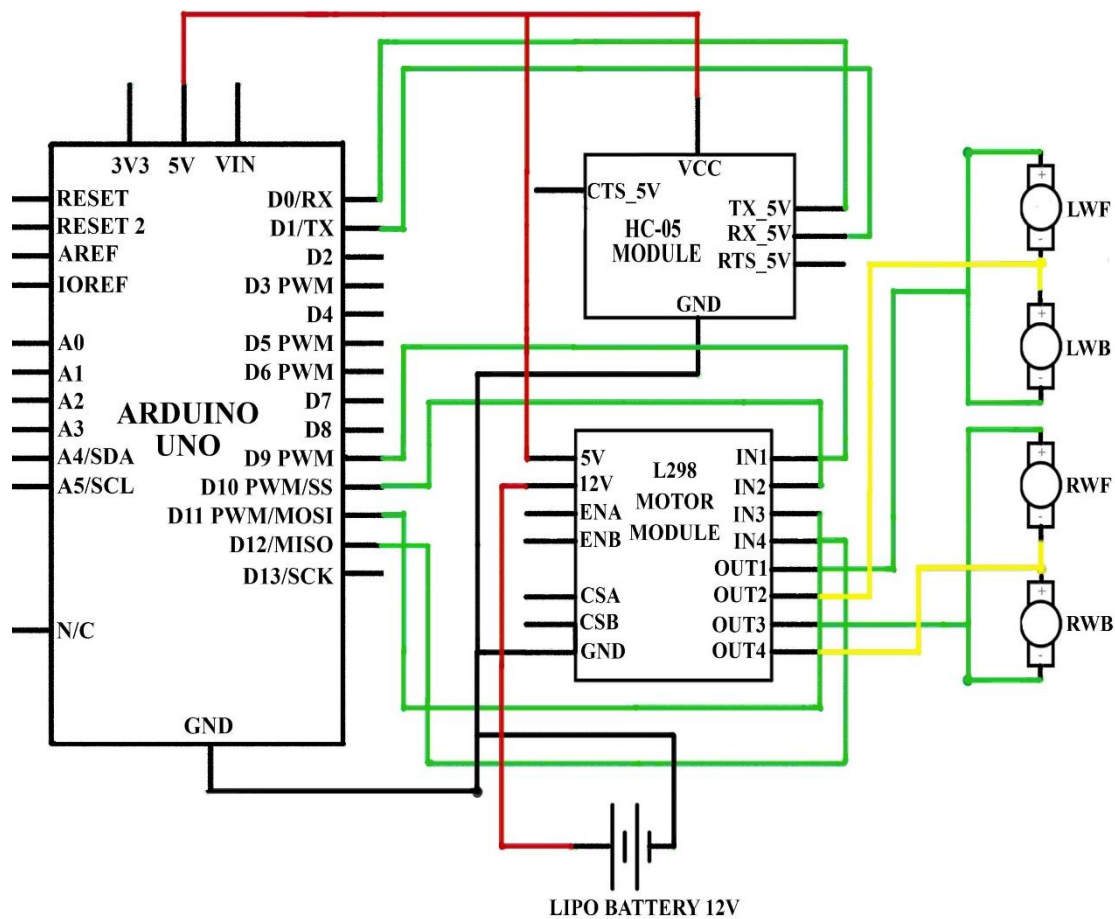 3V3
5V
VIN
RESET
RESET 2
AREF
IOREF
A0
A1
A2
A3
A4/SDA
A5/SCL
N/C
ARDUINO
UNO
D0/RX
D1/TX
D2
D3 PWM
D4
D5 PWM
D6 PWM
D7
D8
D9 PWM
D10 PWM/SS
D11 PWM/MOSI
D12/MISO
D13/SCK
GND
VCC
CTS_5V
HC-05
MODULE
TX_5V
RX_5V
RTS_5V
GND
5V
12V
ENA
ENB
CSA
CSB
GND
L298
MOTOR
MODULE
IN1
IN2
IN3
IN4
OUT1
OUT2
OUT3
OUT4
+
LWF
-
+
LWB
-
+
RWF
-
+
RWB
-
LIPO BATTERY 12V